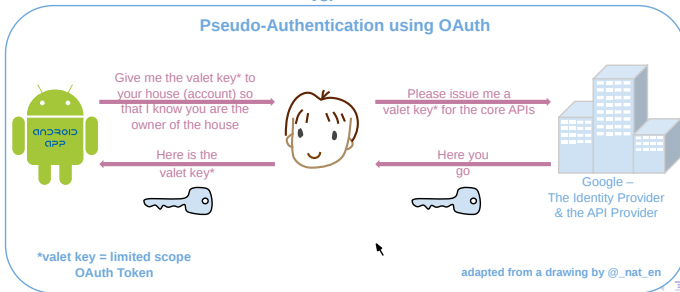 Pseudo-Authentication using OAuth
Give me the valet key* to
your house (account) so
that I know you are the
owner of the house
Please issue me a
valet key* for the core APIs
ANDROID
APP
Here is the
valet key*
Here you
go
Google –
The Identity Provider
& the API Provider
*valet key = limited scope
OAuth Token
adapted from a drawing by @_nat_en